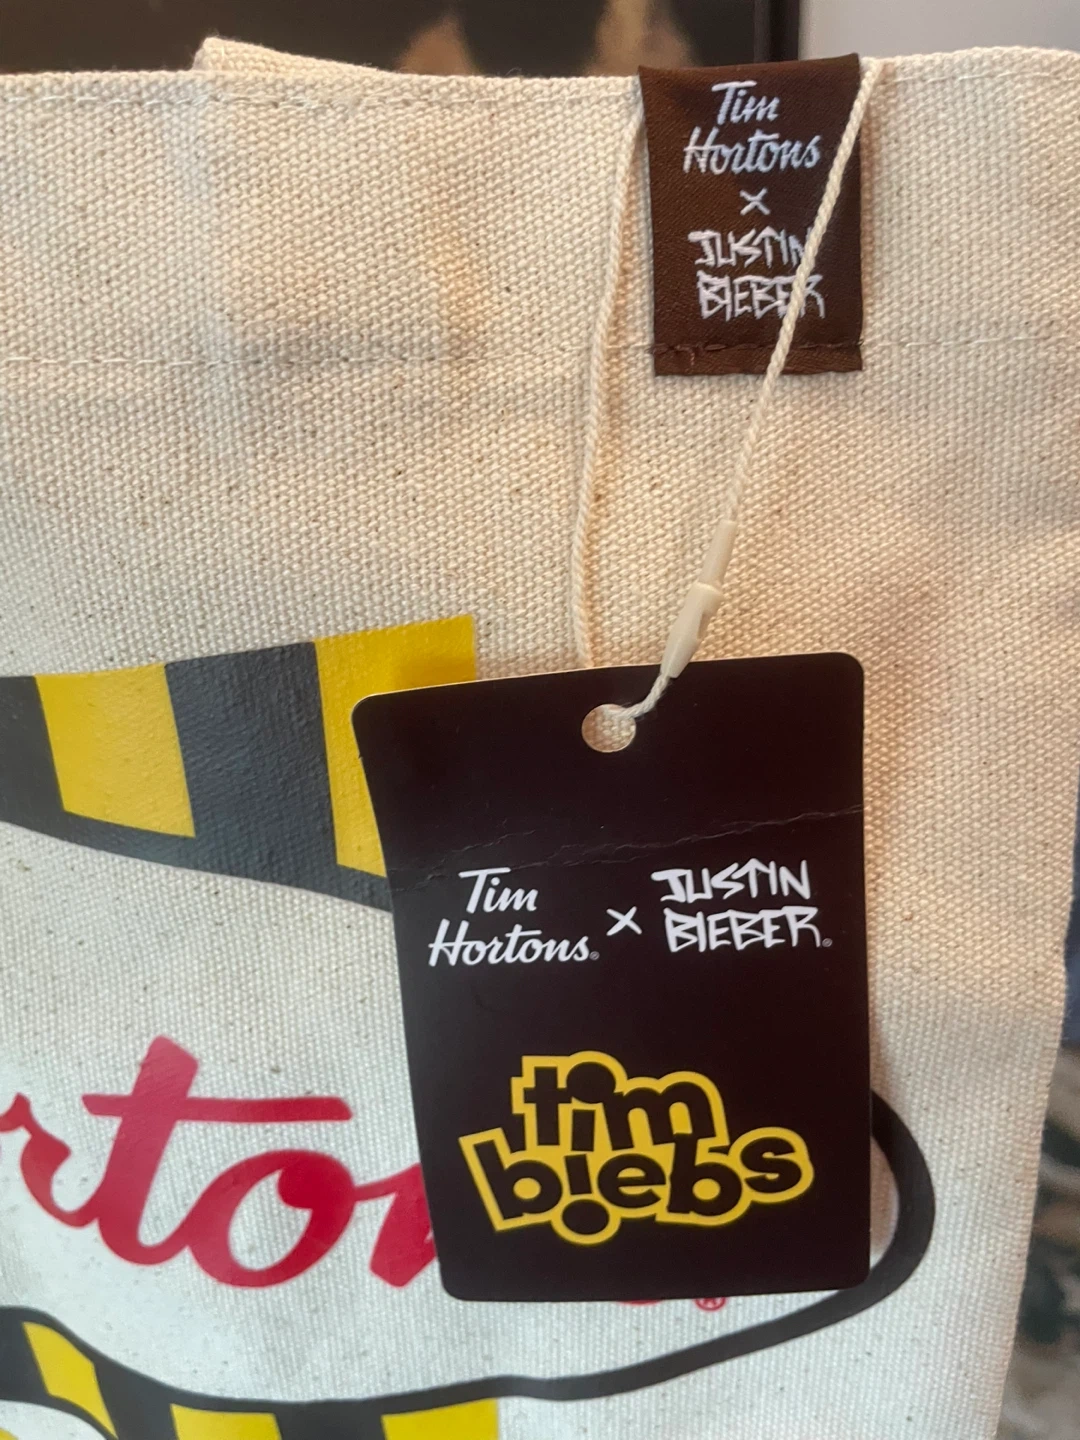 Tim
Hortons
x
JUSTIN
BIEBER
Tim
Hortons®
x
JUSTIN
BIEBER®
tim
biebs
rton
®